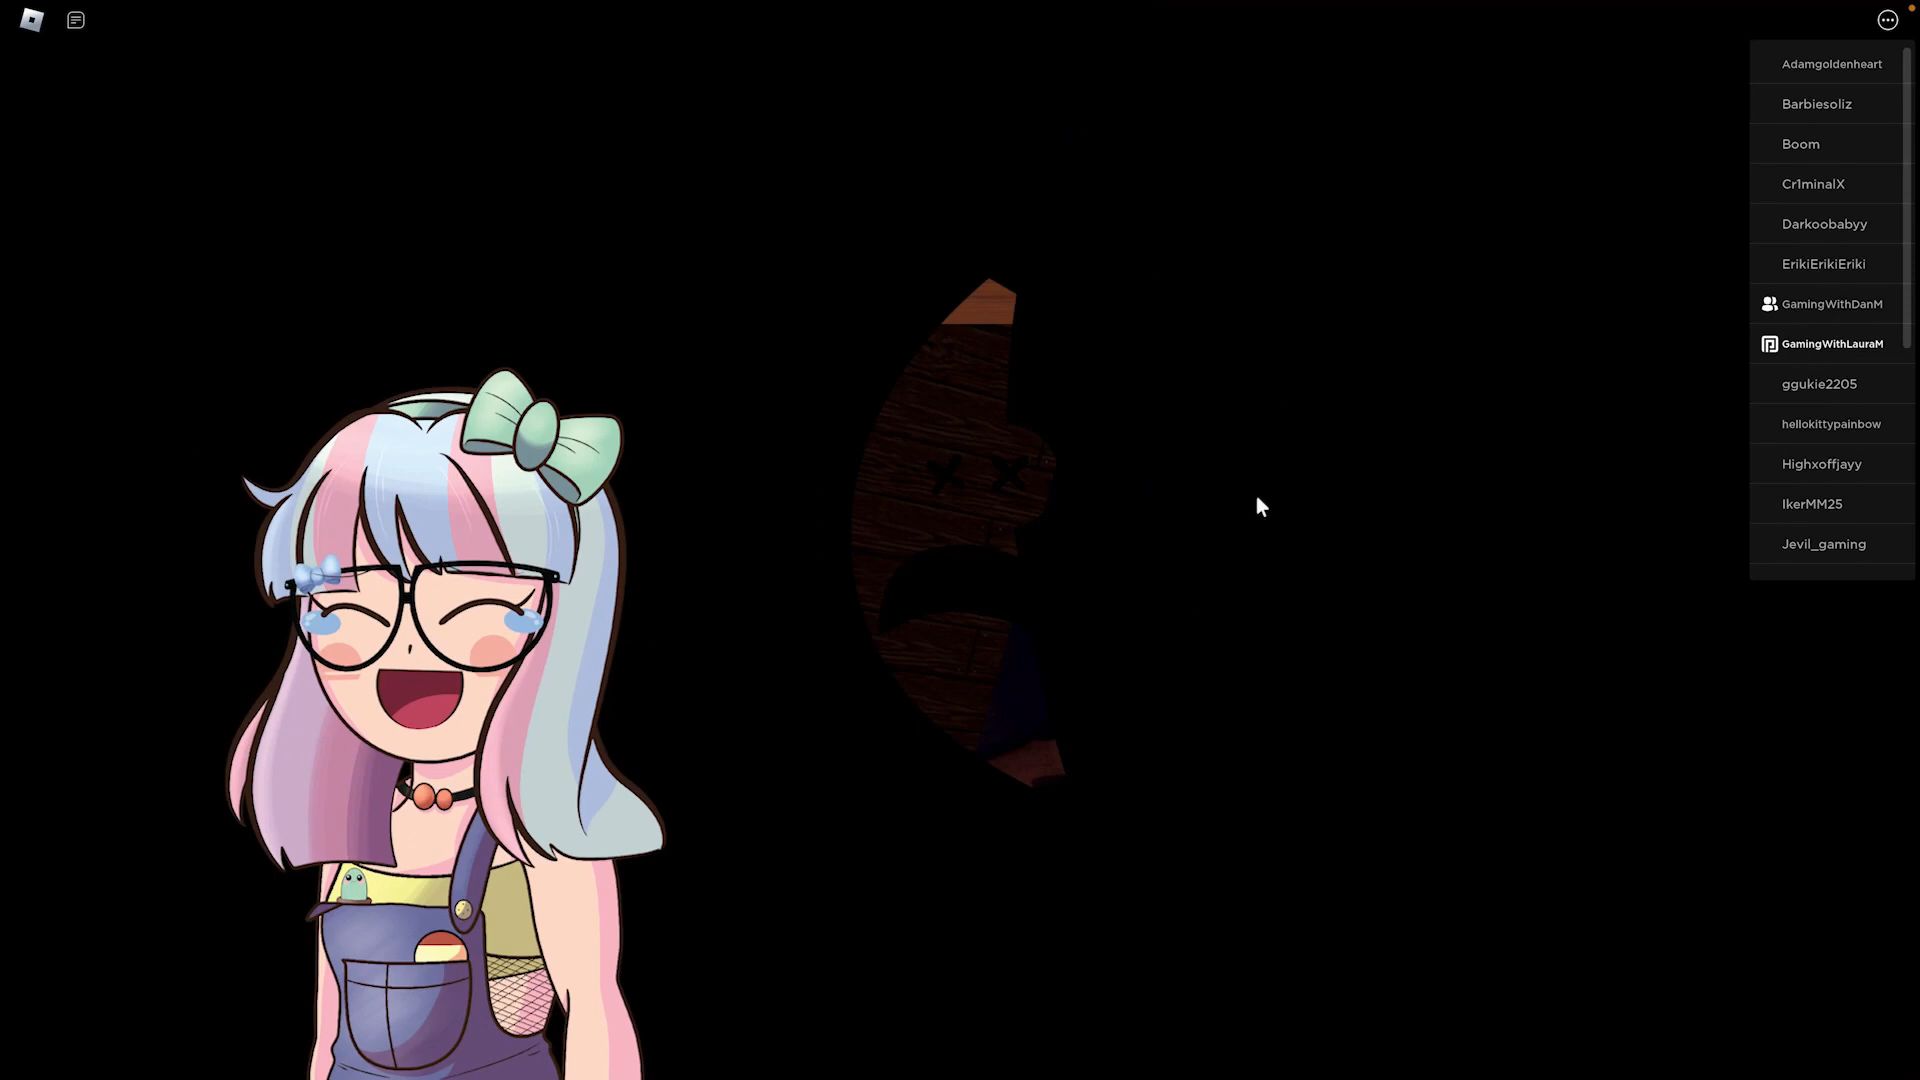 Adamgoldenheart
Barbiesoliz
Boom
Cr1minalX
Darkoobabyy
ErikiErikiEriki
GamingWithDanM
GamingWithLauraM
ggukie2205
hellokittypainbow
Highxoffjayy
IkerMM25
Jevil_gaming